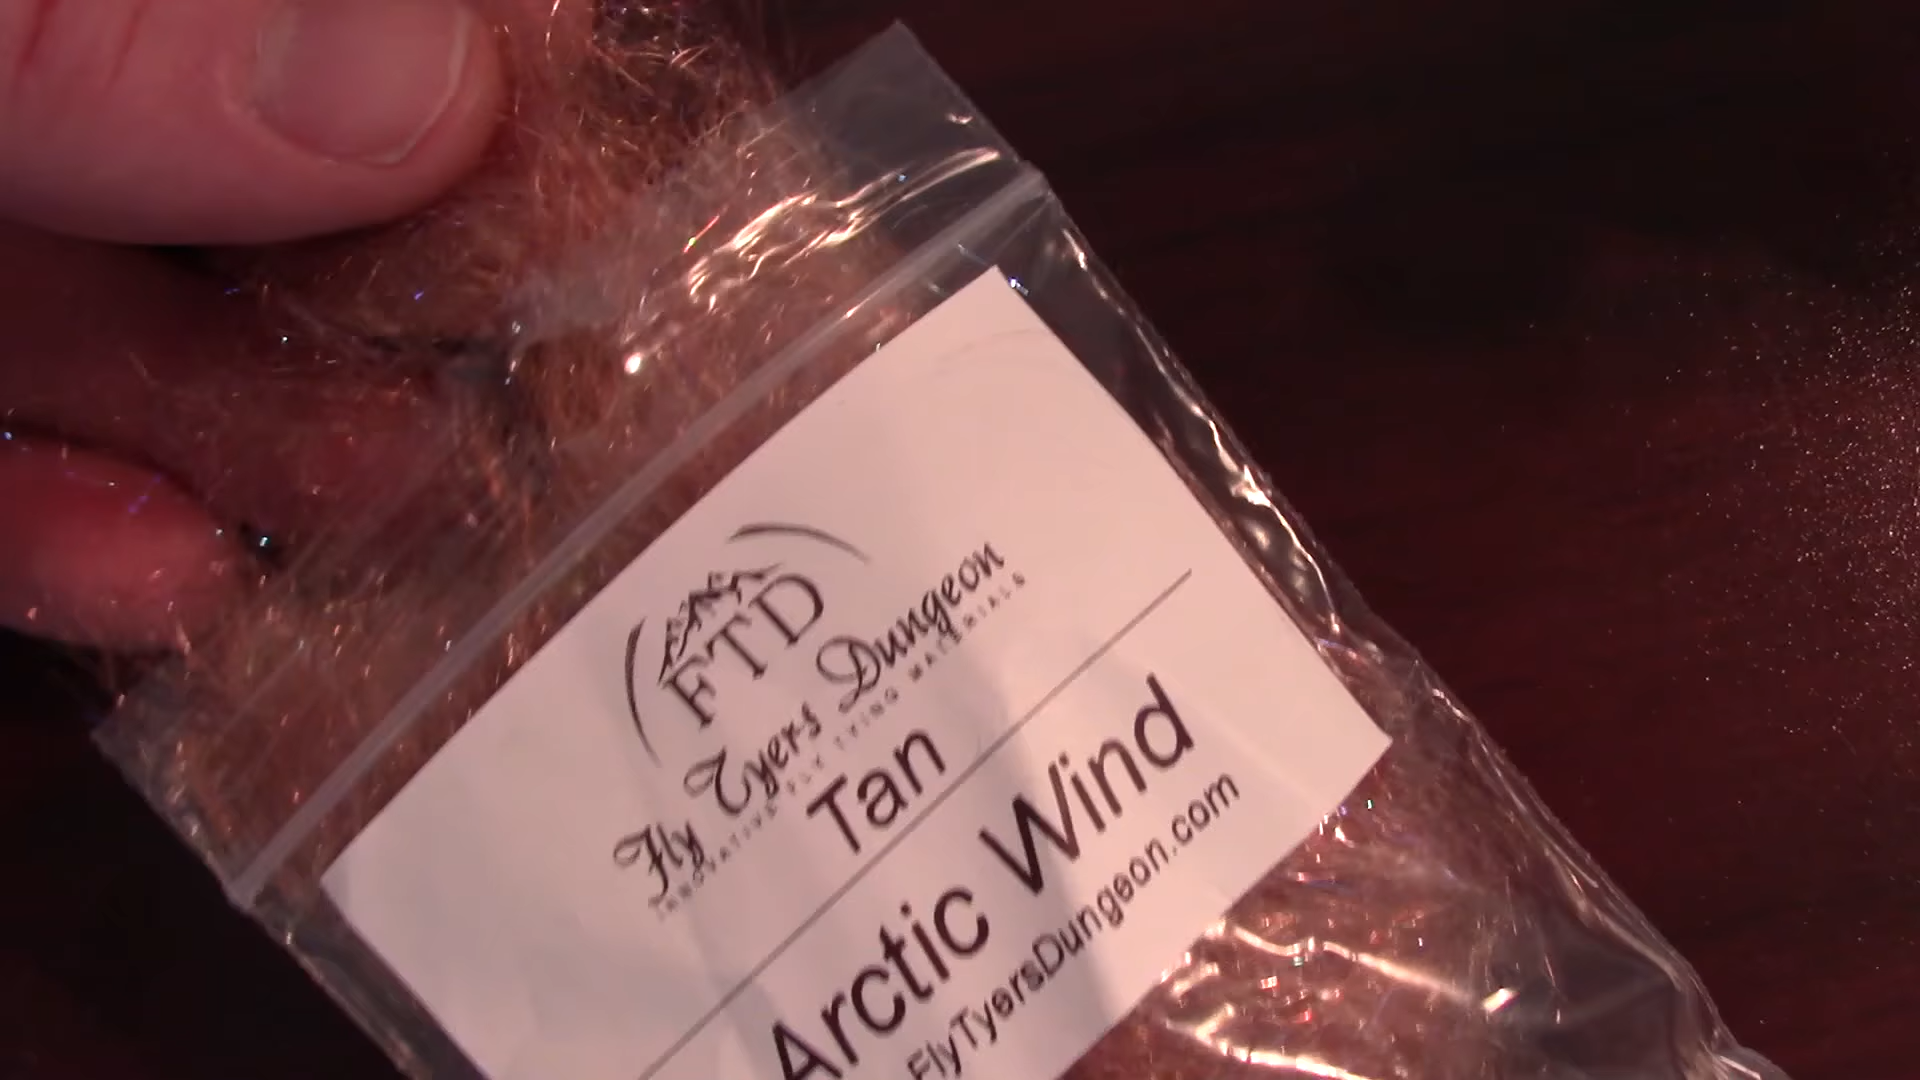 FTD
Fly Tyers Dungeon
INNOVATIVE FLY TYING MATERIALS
Tan
Arctic Wind
FlyTyersDungeon.com